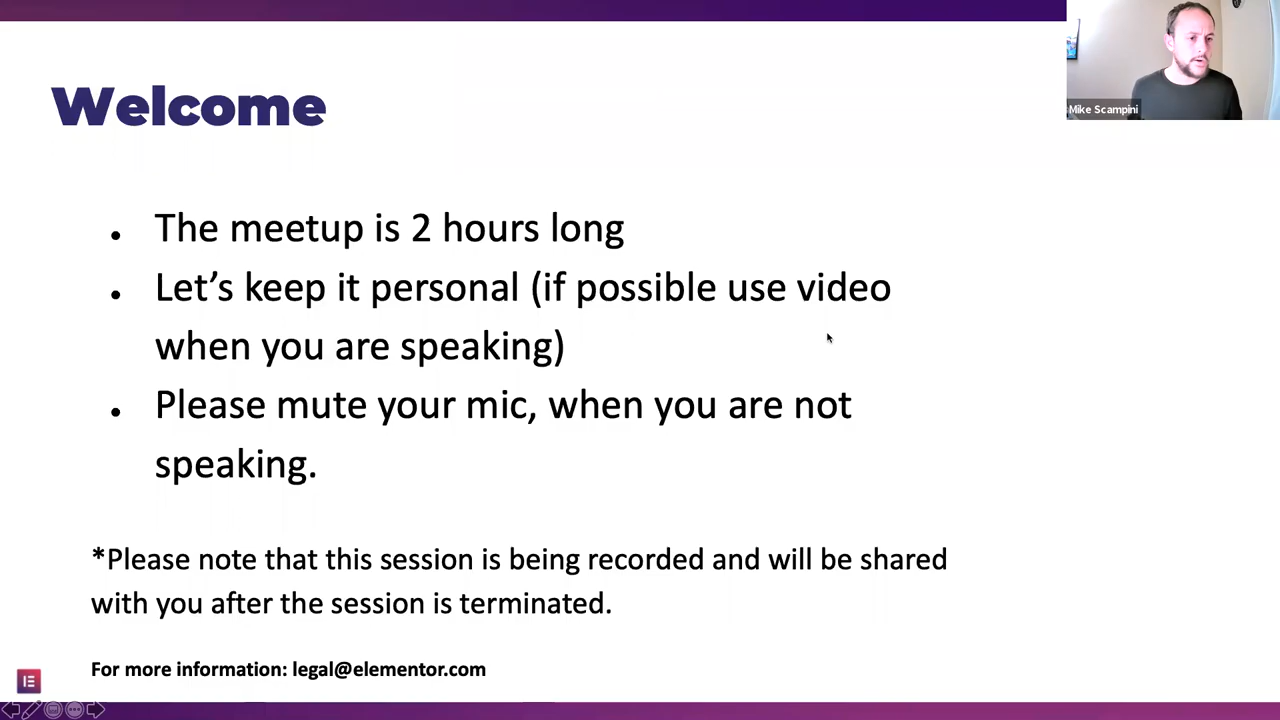 Welcome
Mike Scampini
• The meetup is 2 hours long
• Let's keep it personal (if possible use video
when you are speaking)
• Please mute your mic, when you are not
speaking.
*Please note that this session is being recorded and will be shared
with you after the session is terminated.
For more information: legal@elementor.com